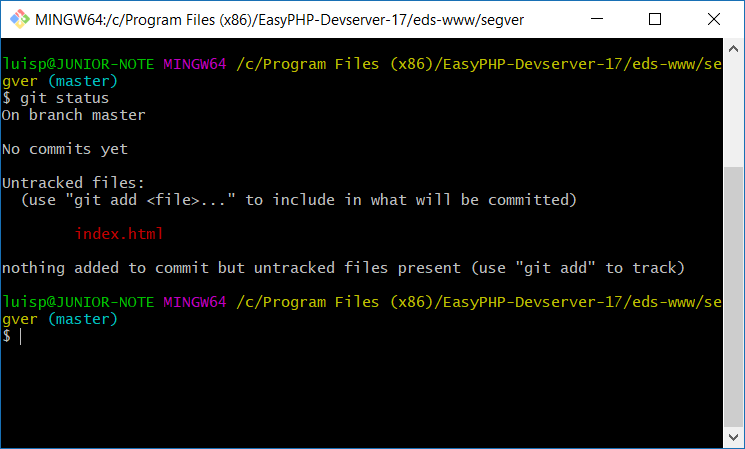 MINGW64:/c/Program Files (x86)/EasyPHP-Devserver-17/eds-www/segver
luisp@JUNIOR-NOTE MINGW64 /c/Program Files (x86)/EasyPHP-Devserver-17/eds-www/se
gver (master)
$ git status
On branch master
No commits yet
Untracked files:
  (use "git add <file>..." to include in what will be committed)
        index.html
nothing added to commit but untracked files present (use "git add" to track)
luisp@JUNIOR-NOTE MINGW64 /c/Program Files (x86)/EasyPHP-Devserver-17/eds-www/se
gver (master)
$